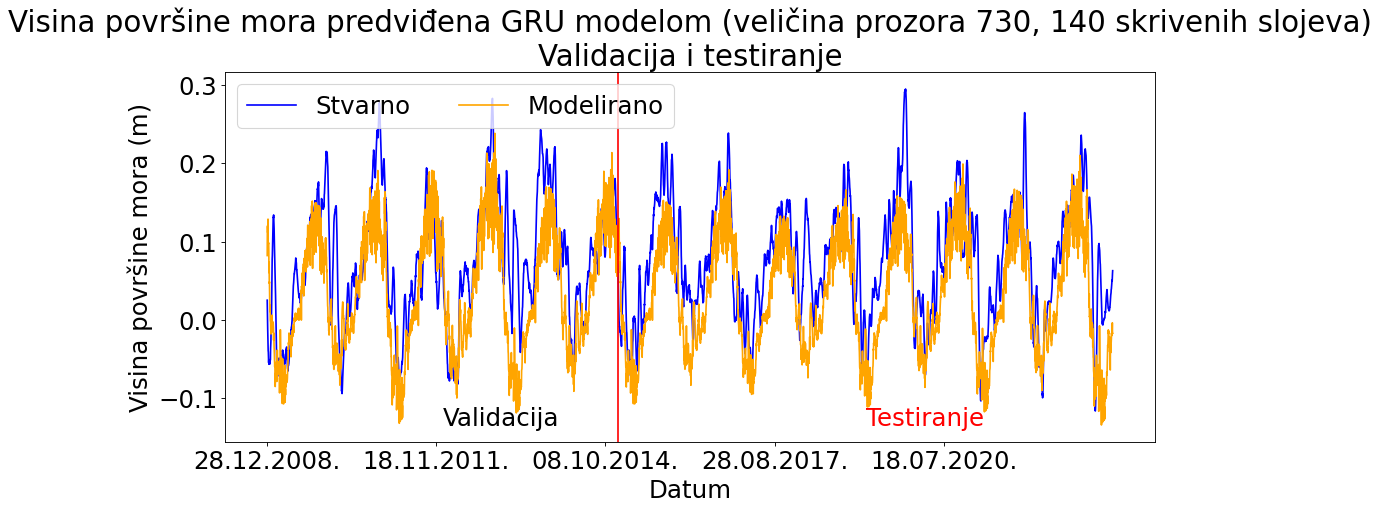 Visina površine mora predviđena GRU modelom (veličina prozora 730, 140 skrivenih slojeva)
Validacija i testiranje
Stvarno
Modelirano
Visina površine mora (m)
0.3
0.2
0.1
0.0
−0.1
Validacija
Testiranje
28.12.2008.
18.11.2011.
08.10.2014.
28.08.2017.
18.07.2020.
Datum